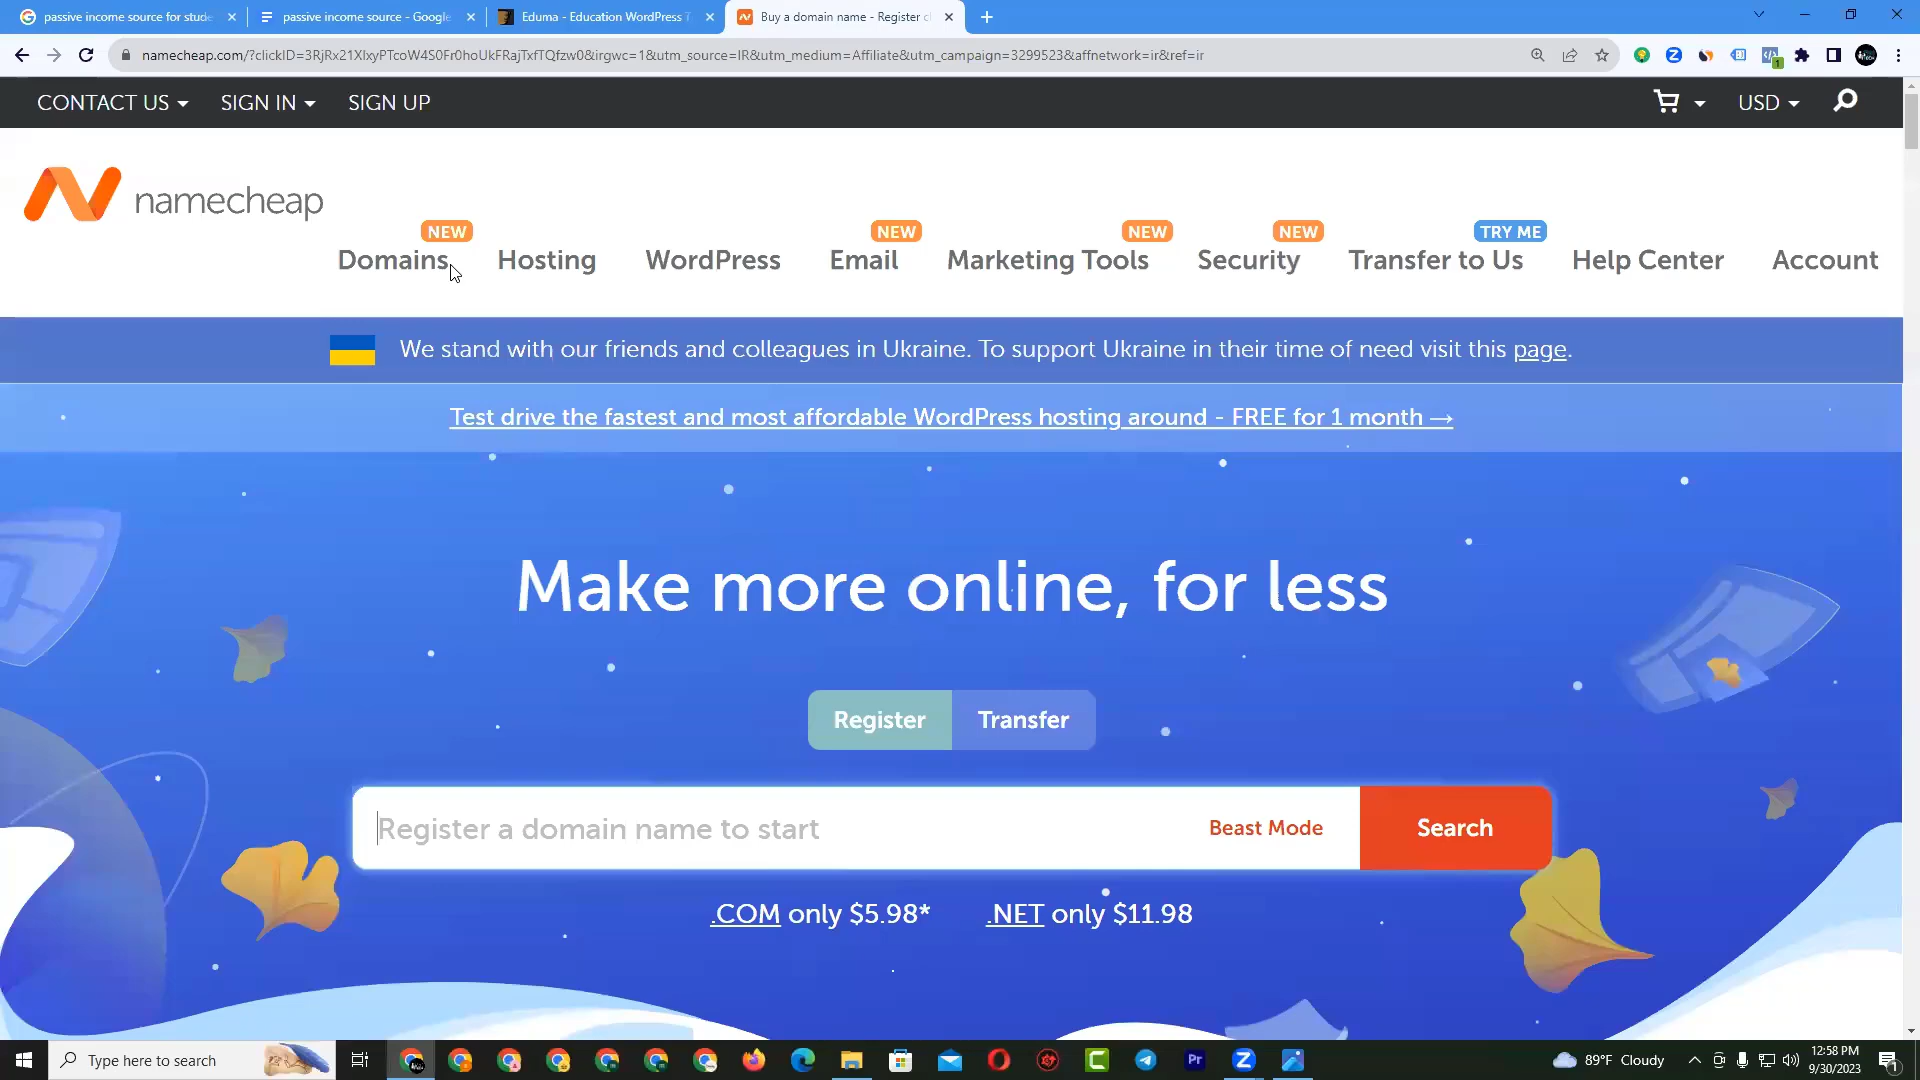 passive income source for stude
passive income source - Google
Eduma - Education WordPress T
Buy a domain name - Register c
namecheap.com/?clickID=3RjRx21XIxyPTcoW4S0Fr0hoUkFRajTxfTQfzw0&irgwc=1&utm_source=IR&utm_medium=Affiliate&utm_campaign=3299523&affnetwork=ir&ref=ir
CONTACT US SIGN IN SIGN UP USD
namecheap
NEW NEW NEW NEW TRY ME
Domains Hosting WordPress Email Marketing Tools Security Transfer to Us Help Center Account
We stand with our friends and colleagues in Ukraine. To support Ukraine in their time of need visit this page.
Test drive the fastest and most affordable WordPress hosting around - FREE for 1 month →
Make more online, for less
Register Transfer
Register a domain name to start Beast Mode Search
.COM only $5.98* .NET only $11.98
Type here to search
Pr
89°F Cloudy
12:58 PM
9/30/2023
1